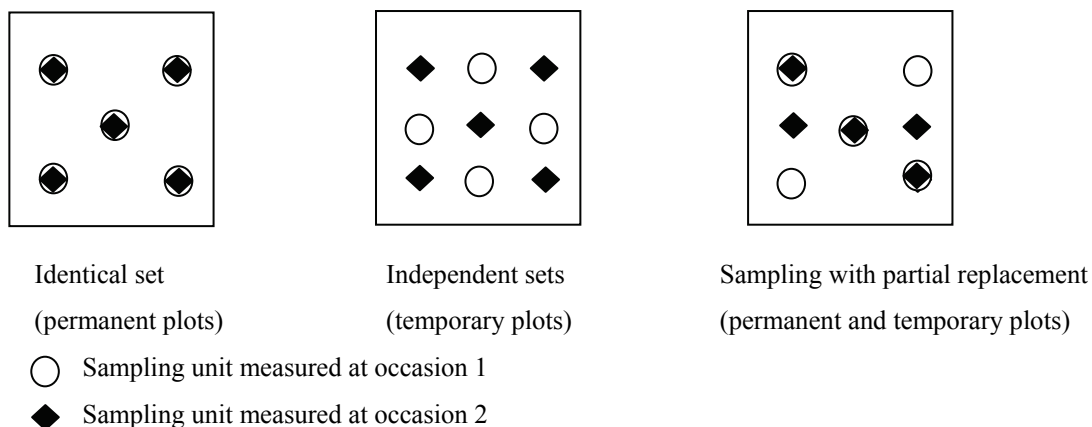 Identical set
(permanent plots)
Independent sets
(temporary plots)
Sampling with partial replacement
(permanent and temporary plots)
Sampling unit measured at occasion 1
Sampling unit measured at occasion 2